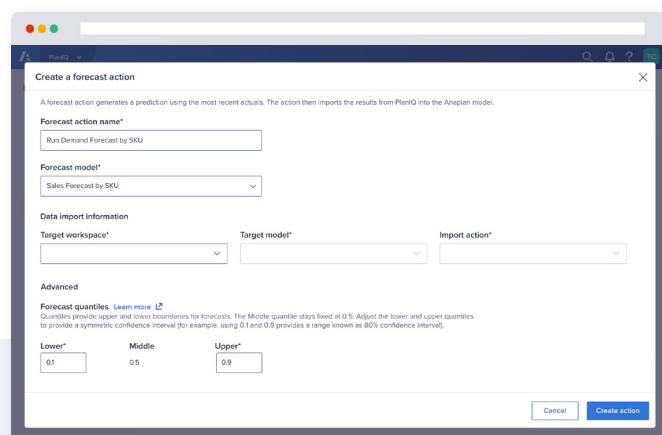 PlanIQ
TC
Create a forecast action
A forecast action generates a prediction using the most recent actuals. The action then imports the results from PlanIQ into the Anaplan model.
Forecast action name*
Run Demand Forecast by SKU
Forecast model*
Sales Forecast by SKU
Data import information
Target workspace* Target model* Import action*
Advanced
Forecast quantiles Learn more
Quantiles provide upper and lower boundaries for forecasts. The Middle quantile stays fixed at 0.5. Adjust the lower and upper quantiles
to provide a symmetric confidence interval (for example, using 0.1 and 0.9 provides a range known as 80% confidence interval).
Lower* Middle Upper*
0.1 0.5 0.9
Cancel Create action